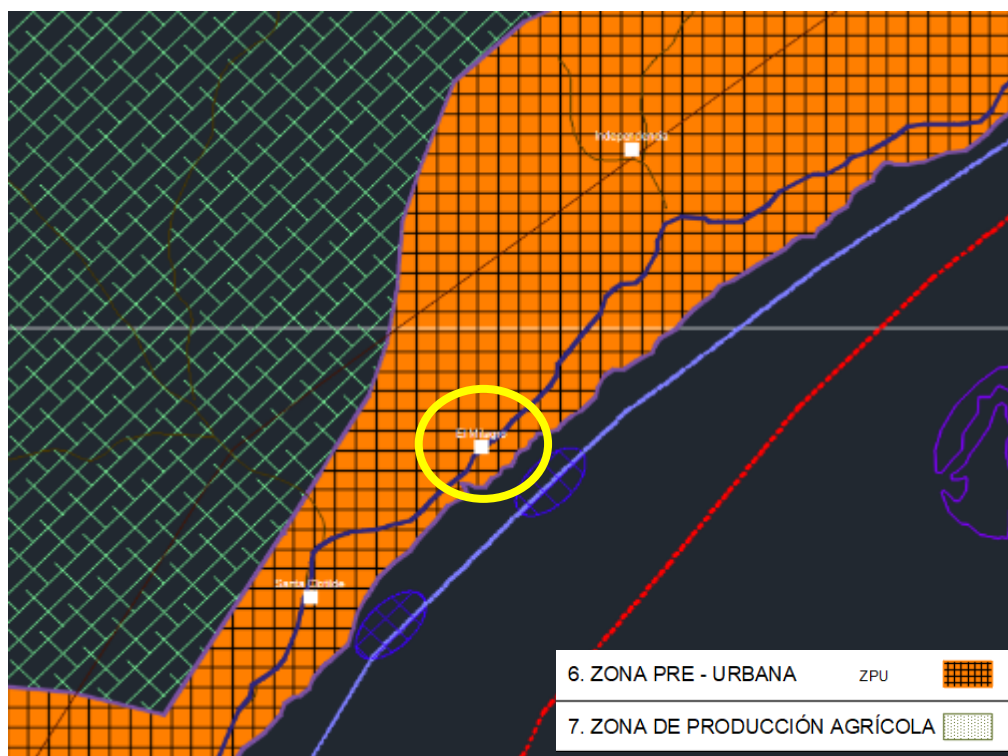 Independencia
El Milagro
Santa Clotilde
6. ZONA PRE - URBANA ZPU
7. ZONA DE PRODUCCIÓN AGRÍCOLA